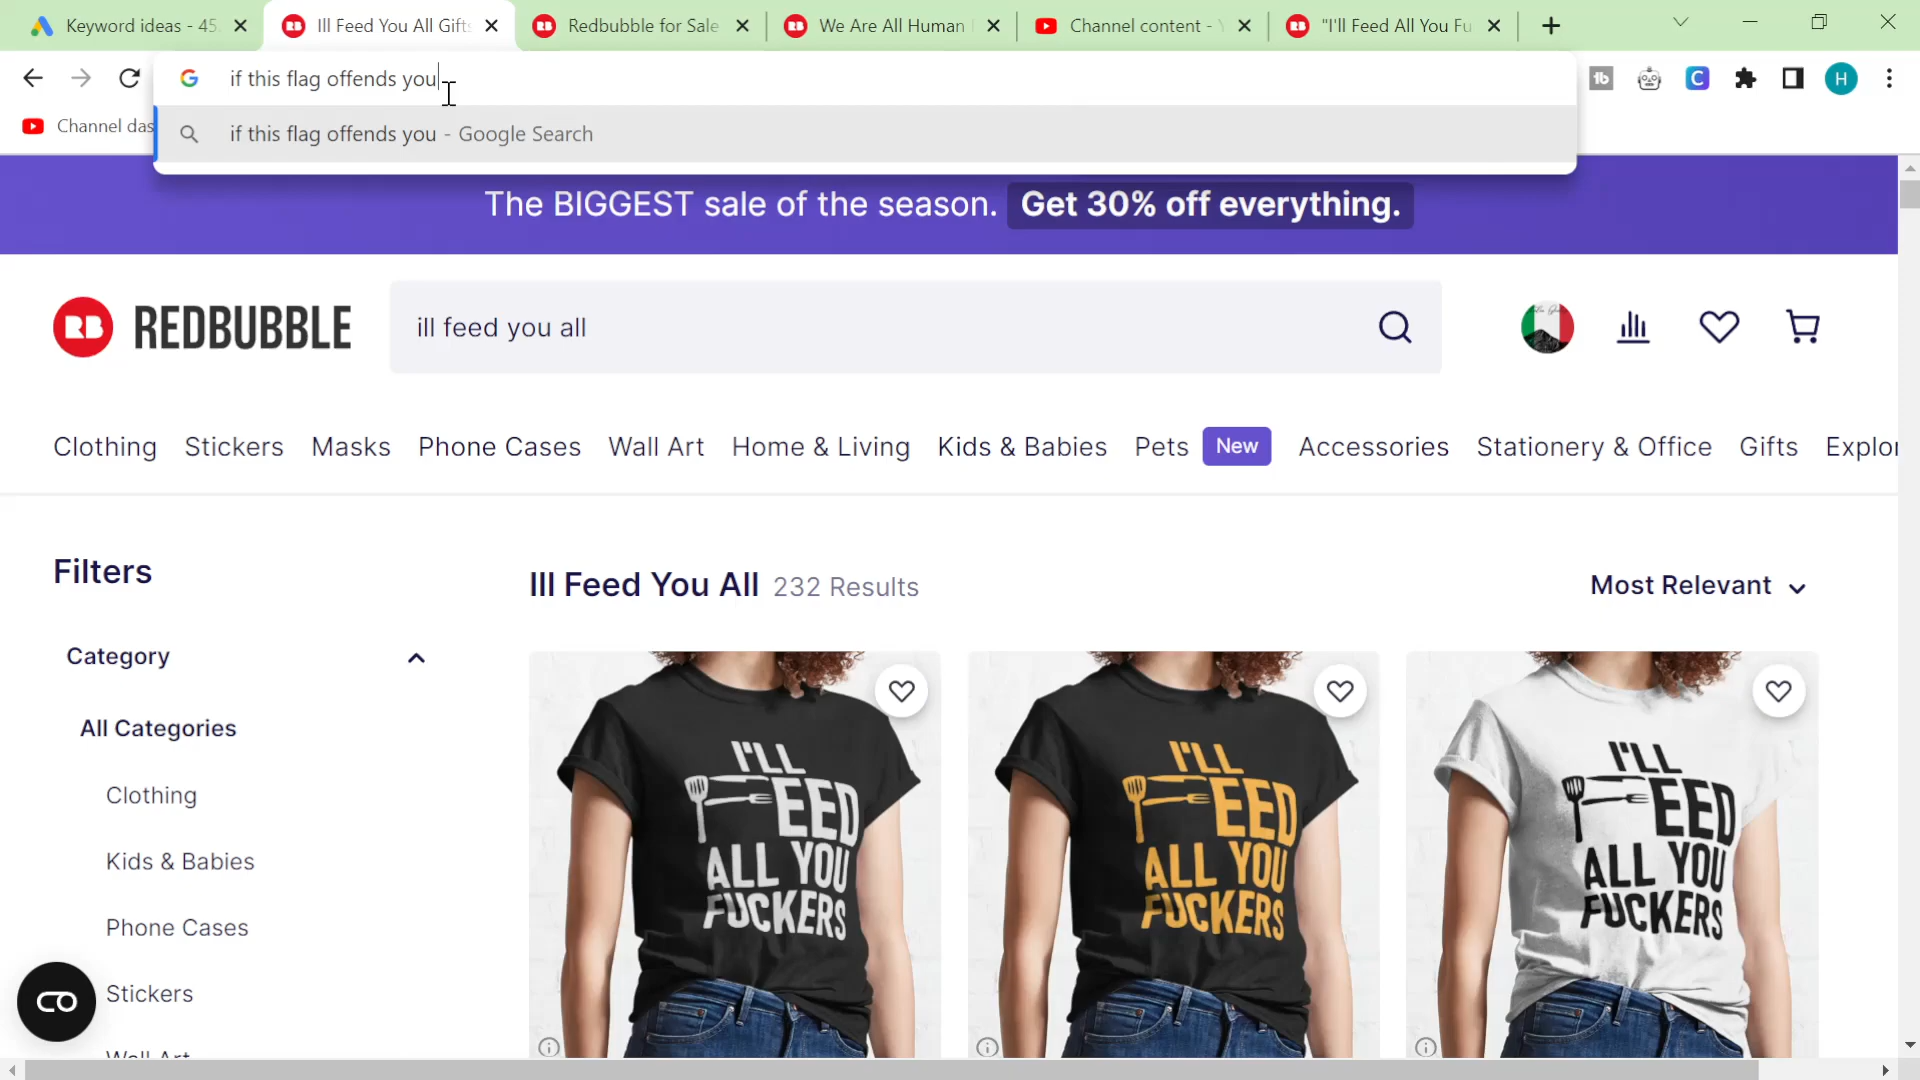 Keyword ideas - 45
Ill Feed You All Gifts
Redbubble for Sale
We Are All Human
Channel content - Y
"I'll Feed All You Fu
if this flag offends you
H
Channel das
if this flag offends you - Google Search
The BIGGEST sale of the season. Get 30% off everything.
RB REDBUBBLE
ill feed you all
Clothing Stickers Masks Phone Cases Wall Art Home & Living Kids & Babies Pets New Accessories Stationery & Office Gifts Explor
Filters
Ill Feed You All 232 Results
Most Relevant
Category
All Categories
Clothing
Kids & Babies
Phone Cases
Stickers
Wall Art
I'LL
FEED
ALL YOU
FUCKERS
I'LL
FEED
ALL YOU
FUCKERS
I'LL
FEED
ALL YOU
FUCKERS